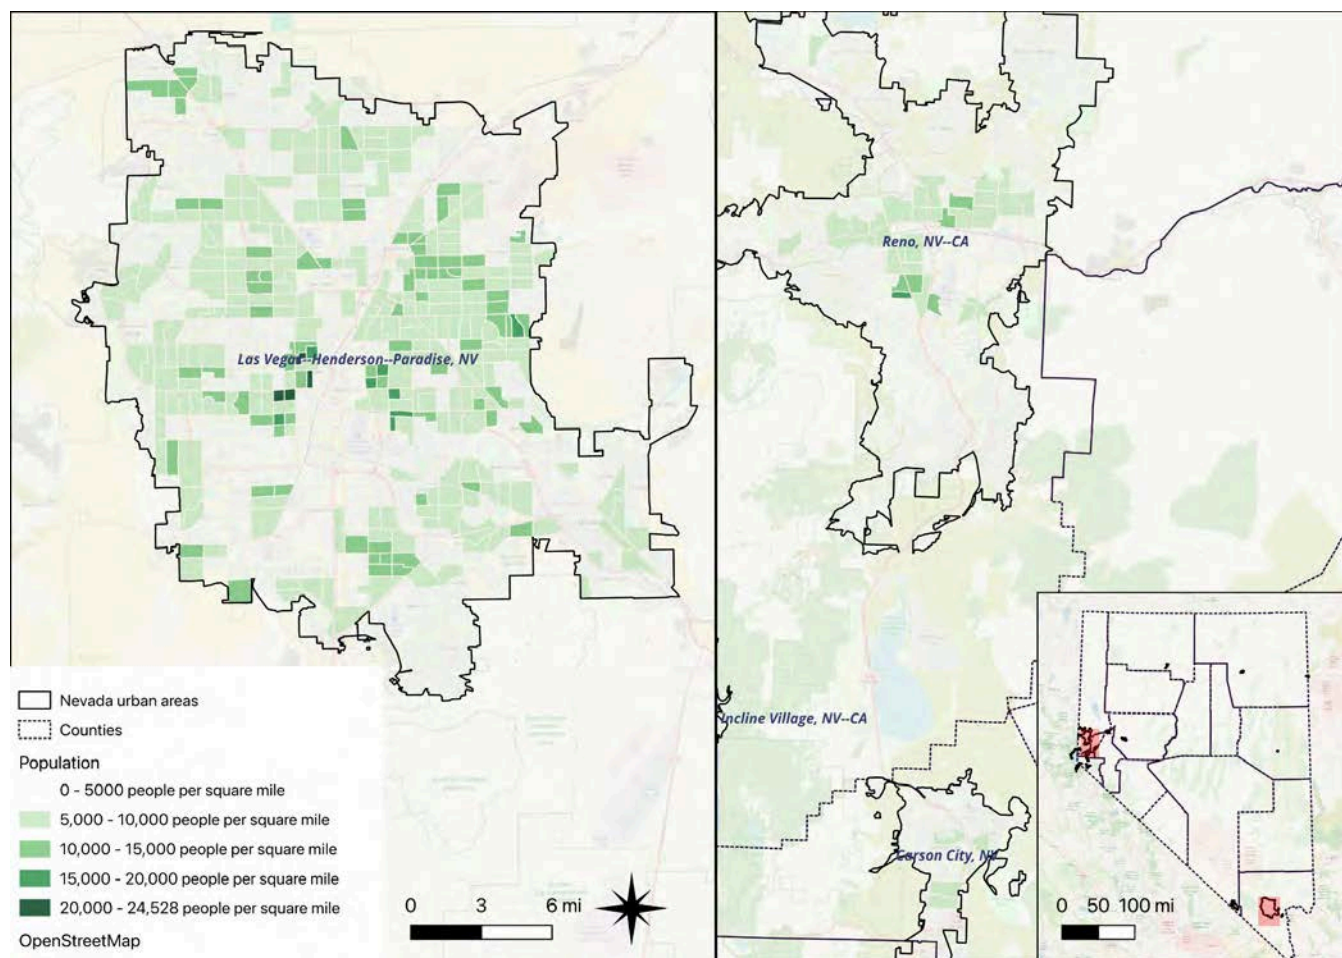 Reno, NV--CA
Las Vegas--Henderson--Paradise, NV
Incline Village, NV--CA
Carson City, NV
Nevada urban areas
Counties
Population
0 - 5000 people per square mile
5,000 - 10,000 people per square mile
10,000 - 15,000 people per square mile
15,000 - 20,000 people per square mile
20,000 - 24,528 people per square mile
OpenStreetMap
0 3 6 mi
0 50 100 mi